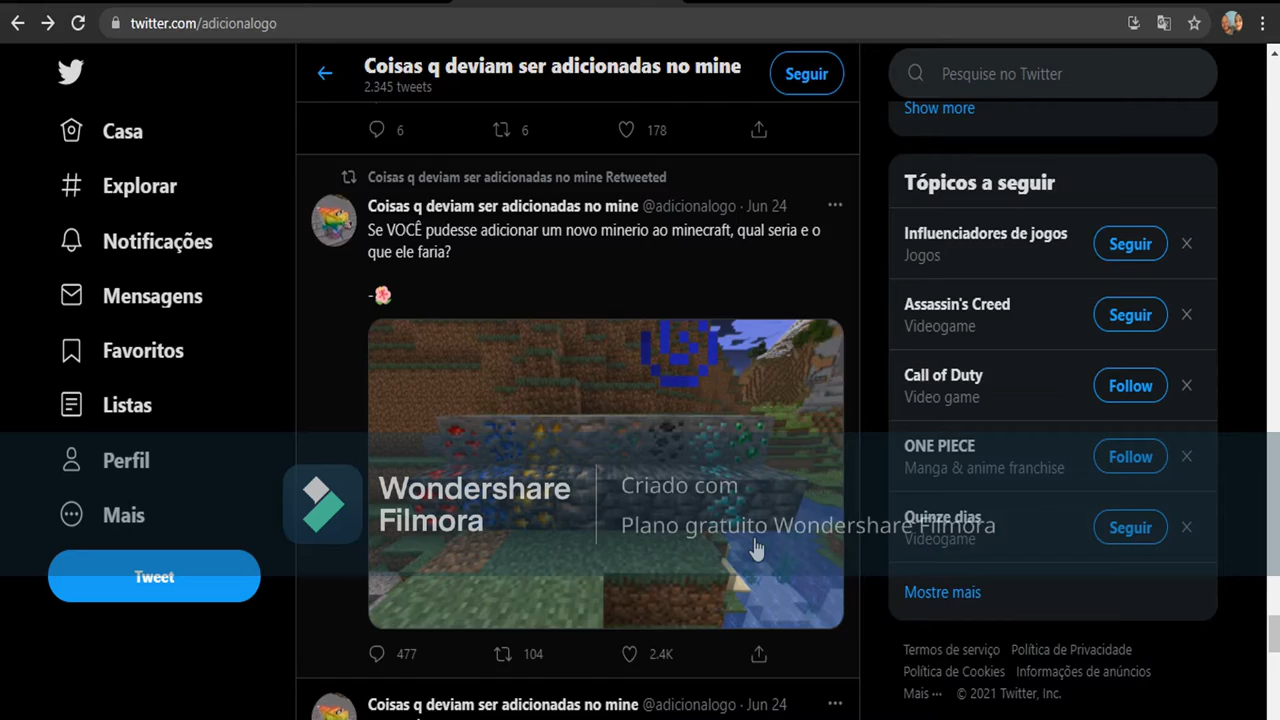 twitter.com/adicionalogo
Casa
Explorar
Notificações
Mensagens
Favoritos
Listas
Perfil
Mais
Tweet
Coisas q deviam ser adicionadas no mine
2.345 tweets
Seguir
6
6
178
Coisas q deviam ser adicionadas no mine Retweeted
Coisas q deviam ser adicionadas no mine @adicionalogo · Jun 24
Se VOCÊ pudesse adicionar um novo minerio ao minecraft, qual seria e o
que ele faria?
-🌺
Wondershare
Filmora
Criado com
Plano gratuito Wondershare Filmora
477
104
2.4K
Coisas q deviam ser adicionadas no mine @adicionalogo · Jun 24
Pesquise no Twitter
Show more
Tópicos a seguir
Influenciadores de jogos
Jogos
Seguir
Assassin's Creed
Videogame
Seguir
Call of Duty
Video game
Follow
ONE PIECE
Manga & anime franchise
Follow
Quinze dias
Videogame
Seguir
Mostre mais
Termos de serviço Política de Privacidade
Política de Cookies Informações de anúncios
Mais ··· © 2021 Twitter, Inc.